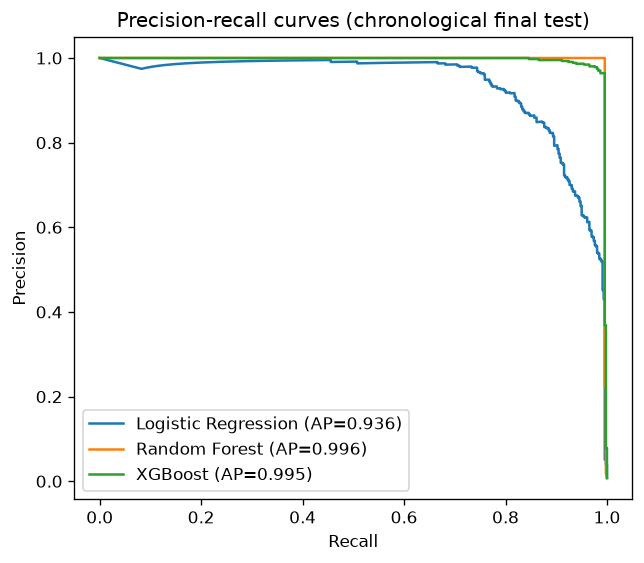 Precision-recall curves (chronological final test)
Precision
1.0
0.8
0.6
0.4
0.2
0.0
Logistic Regression (AP=0.936)
Random Forest (AP=0.996)
XGBoost (AP=0.995)
0.0 0.2 0.4 0.6 0.8 1.0
Recall